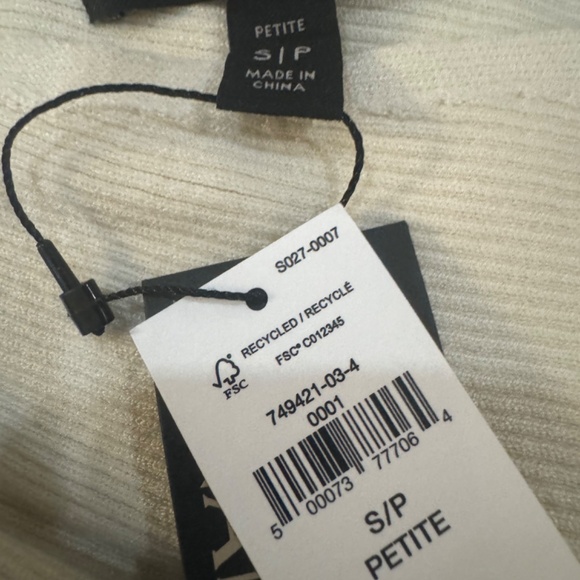 PETITE
S|P
MADE IN
CHINA
S027-0007
RECYCLED / RECYCLÉ
FSC® C012345
FSC
749421-03-4
0001
5 00073 77706 4
S/P
PETITE